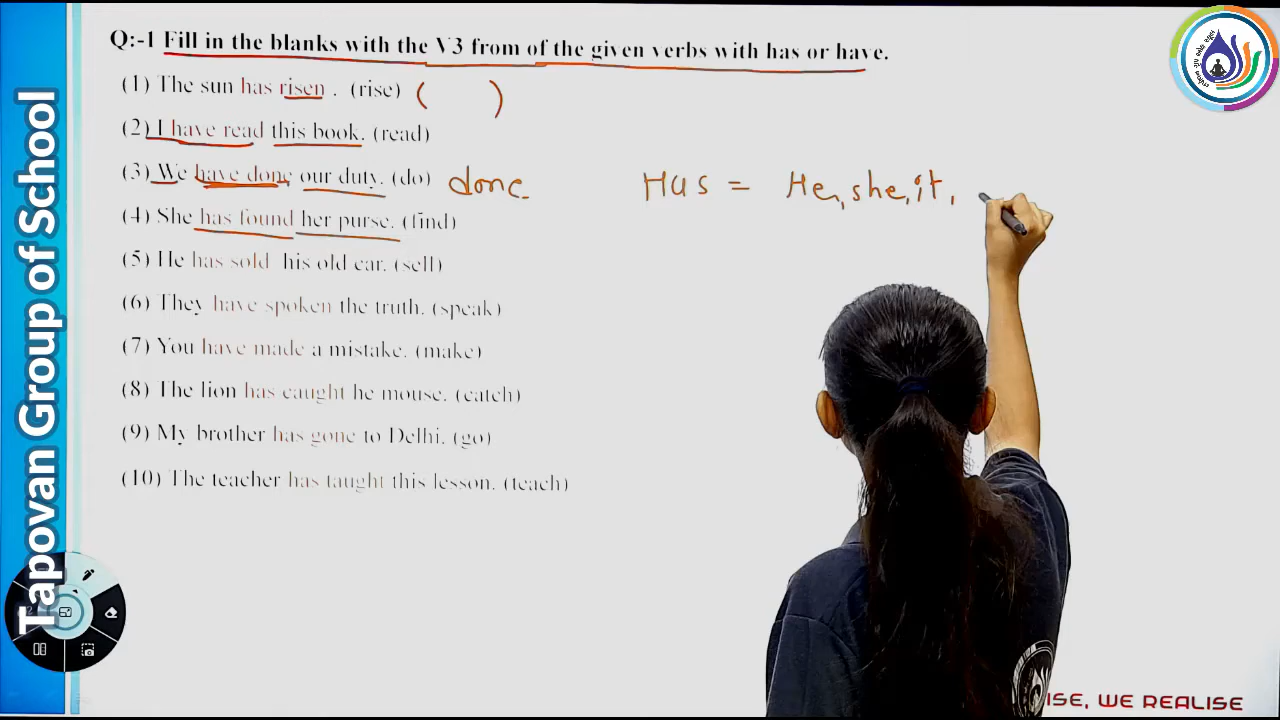 Q:-1 Fill in the blanks with the V3 from of the given verbs with has or have.
(1) The sun has risen . (rise) ( )
(2) I have read this book. (read)
(3) We have done our duty. (do) done
Has = He, she, it,
(4) She has found her purse. (find)
(5) He has sold his old car. (sell)
(6) They have spoken the truth. (speak)
(7) You have made a mistake. (make)
(8) The lion has caught he mouse. (catch)
(9) My brother has gone to Delhi. (go)
(10) The teacher has taught this lesson. (teach)
Tapovan Group of School
ISE, WE REALISE